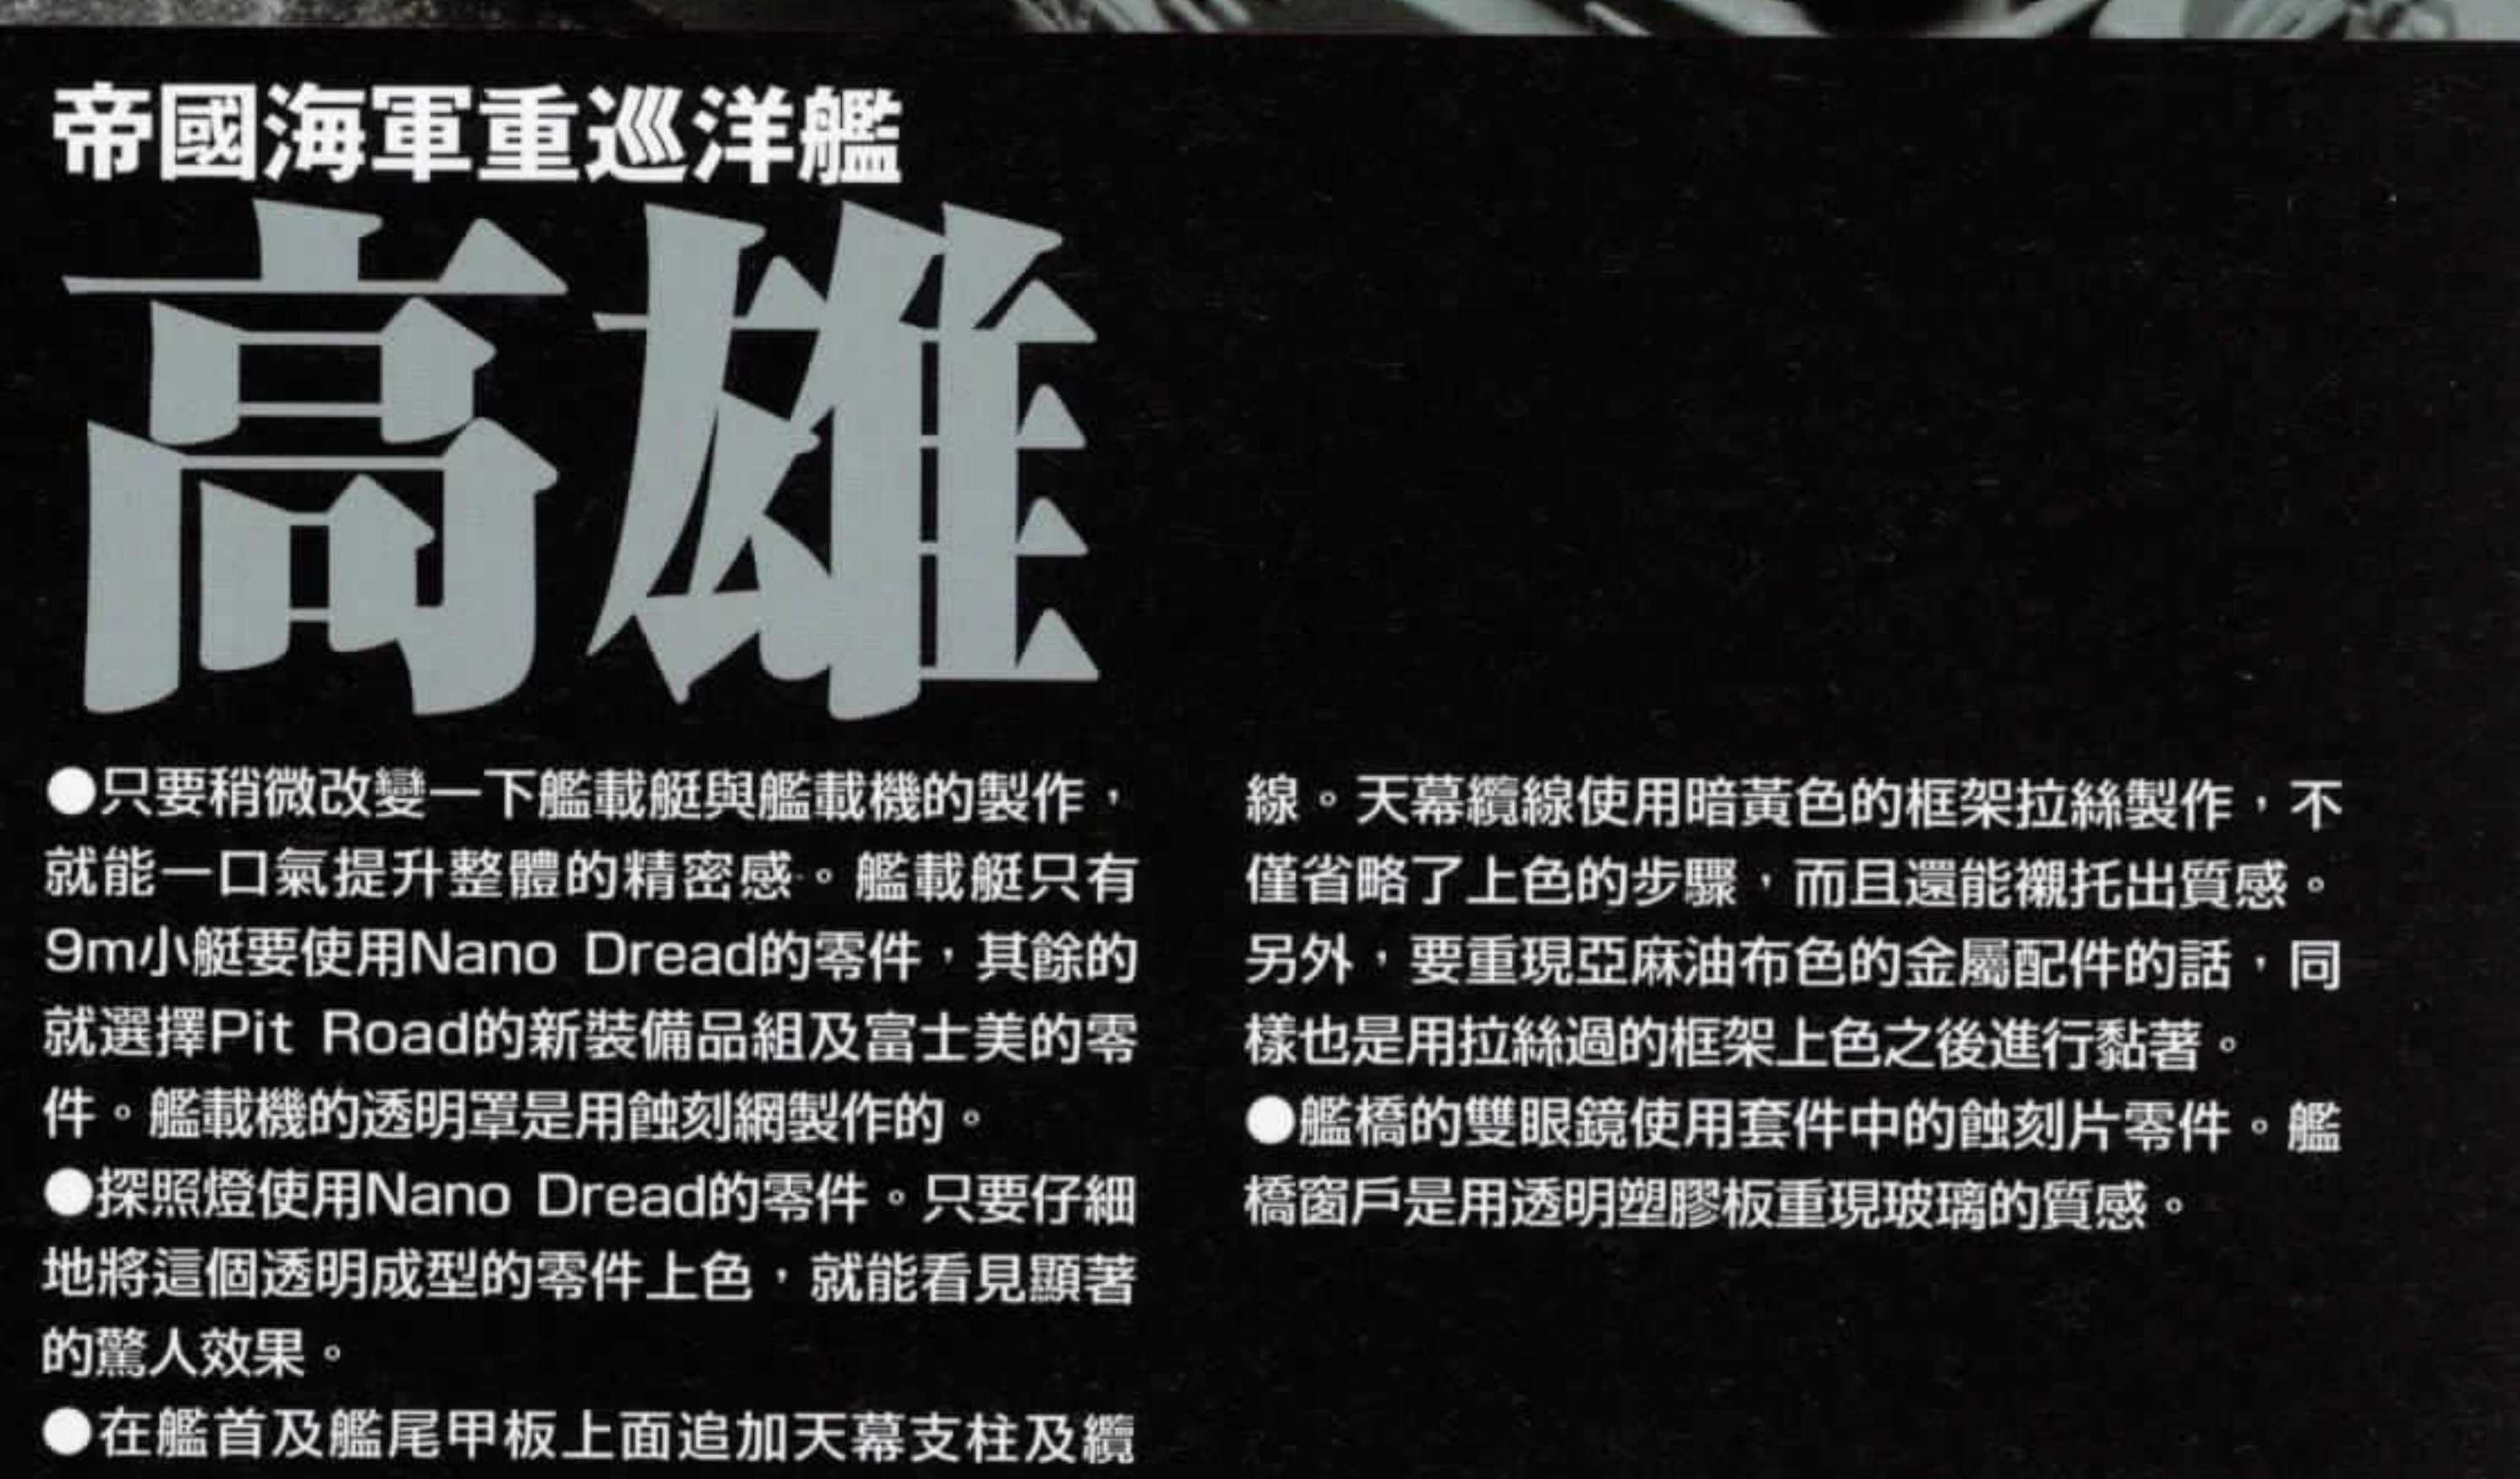 帝國海軍重巡洋艦
高雄
●只要稍微改變一下艦載艇與艦載機的製作，
就能一口氣提升整體的精密感。艦載艇只有
9m小艇要使用Nano Dread的零件，其餘的
就選擇Pit Road的新裝備品組及富士美的零
件。艦載機的透明罩是用蝕刻網製作的。
●探照燈使用Nano Dread的零件。只要仔細
地將這個透明成型的零件上色，就能看見顯著
的驚人效果。
●在艦首及艦尾甲板上面追加天幕支柱及纜
線。天幕纜線使用暗黃色的框架拉絲製作，不
僅省略了上色的步驟，而且還能襯托出質感。
另外，要重現亞麻油布色的金屬配件的話，同
樣也是用拉絲過的框架上色之後進行黏著。
●艦橋的雙眼鏡使用套件中的蝕刻片零件。艦
橋窗戶是用透明塑膠板重現玻璃的質感。